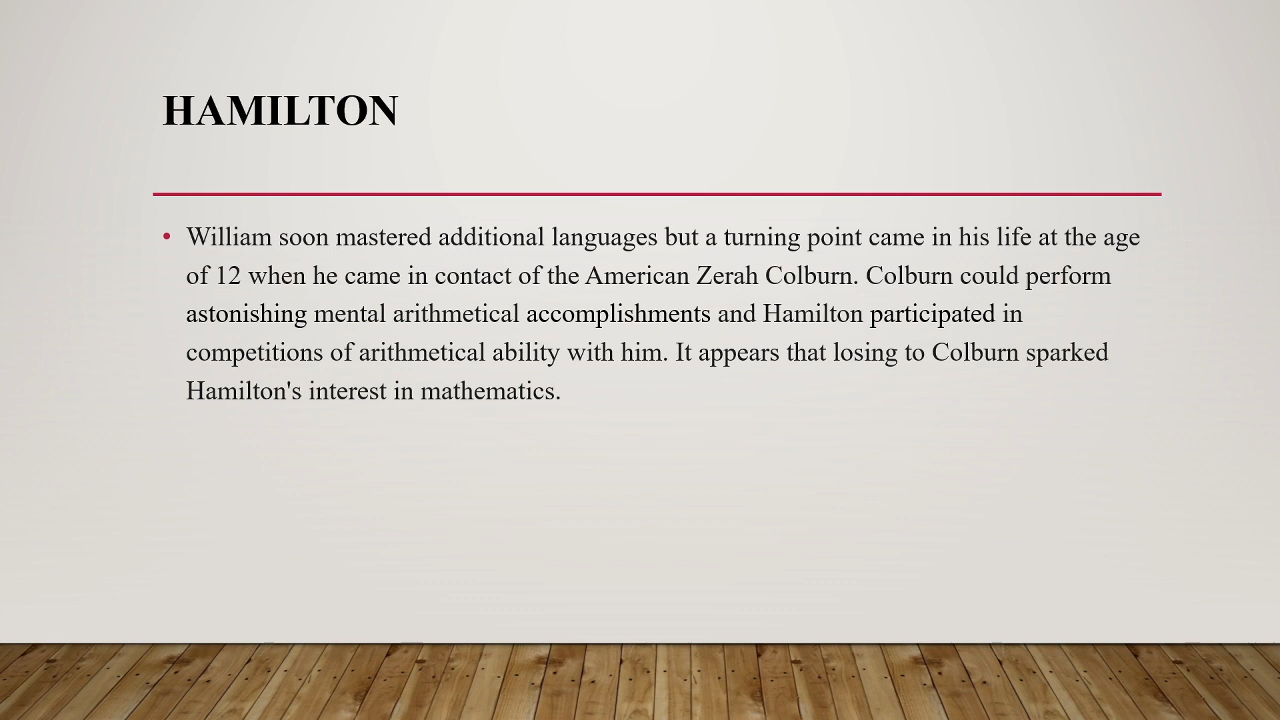 HAMILTON
• William soon mastered additional languages but a turning point came in his life at the age
of 12 when he came in contact of the American Zerah Colburn. Colburn could perform
astonishing mental arithmetical accomplishments and Hamilton participated in
competitions of arithmetical ability with him. It appears that losing to Colburn sparked
Hamilton's interest in mathematics.